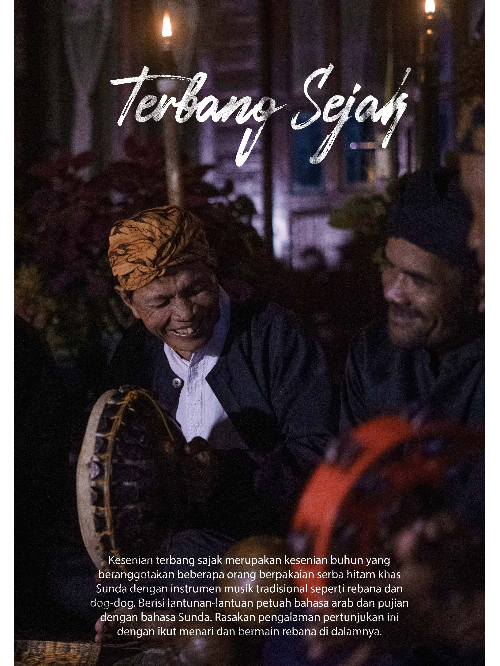 Terbang Sejak
Kesenian terbang sajak merupakan kesenian buhun yang
beranggotakan beberapa orang berpakaian serba hitam khas
Sunda dengan instrumen musik tradisional seperti rebana dan
dog-dog. Berisi lantunan-lantuan petuah bahasa arab dan pujian
dengan bahasa Sunda. Rasakan pengalaman pertunjukan ini
dengan ikut menari dan bermain rebana di dalamnya.